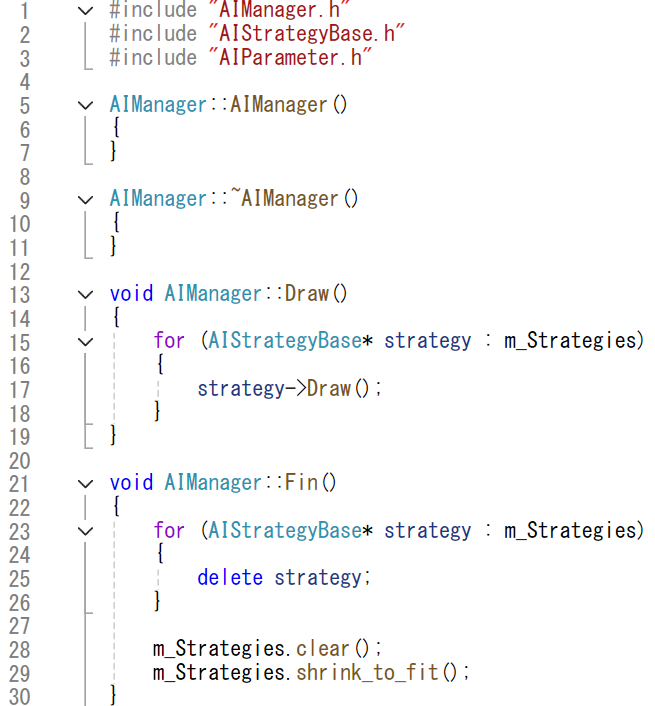 1 #include "AIManager.h"
2 #include "AIStrategyBase.h"
3 #include "AIParameter.h"
4
5 AIManager::AIManager()
6 {
7 }
8
9 AIManager::~AIManager()
10 {
11 }
12
13 void AIManager::Draw()
14 {
15     for (AIStrategyBase* strategy : m_Strategies)
16     {
17         strategy->Draw();
18     }
19 }
20
21 void AIManager::Fin()
22 {
23     for (AIStrategyBase* strategy : m_Strategies)
24     {
25         delete strategy;
26     }
27
28     m_Strategies.clear();
29     m_Strategies.shrink_to_fit();
30 }